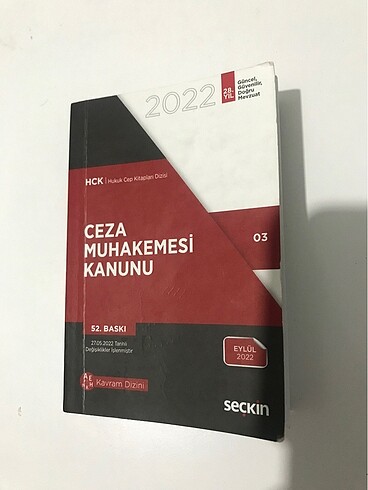 2022
28.
YIL
Güncel,
Güvenilir,
Doğru
Mevzuat
HCK | Hukuk Cep Kitapları Dizisi
CEZA
MUHAKEMESİ
KANUNU
03
52. BASKI
27.05.2022 Tarihli
Değişiklikler İşlenmiştir
EYLÜL
2022
Kavram Dizini
seçkin